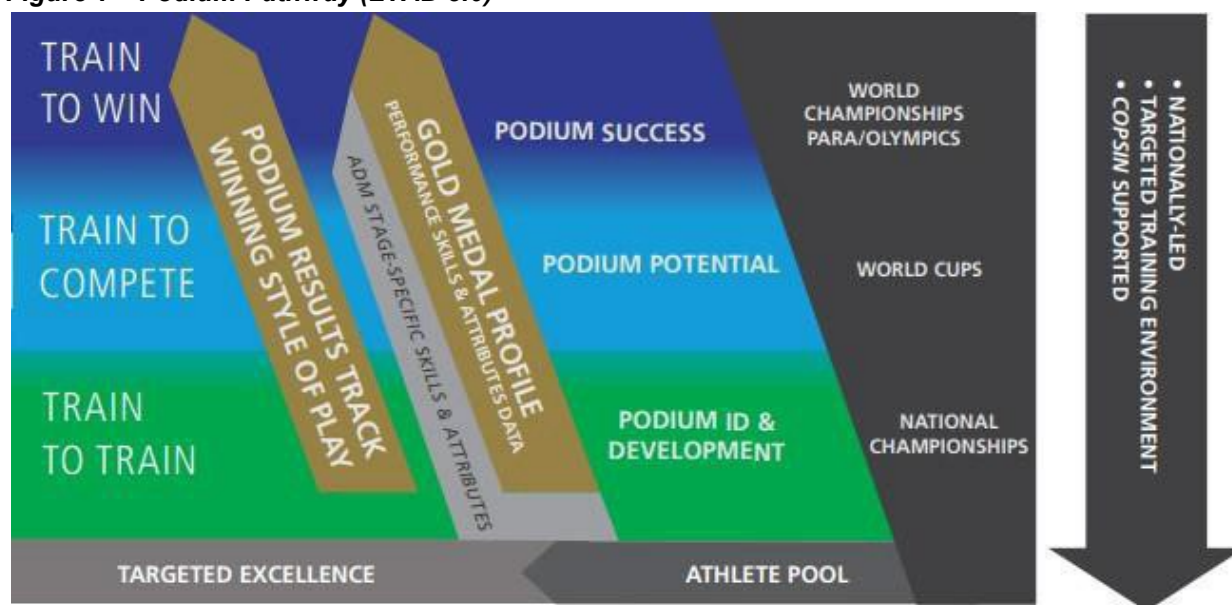 TRAIN
TO WIN
TRAIN TO
COMPETE
TRAIN
TO TRAIN
PODIUM RESULTS TRACK
WINNING STYLE OF PLAY
ADM STAGE-SPECIFIC SKILLS & ATTRIBUTES
GOLD MEDAL PROFILE
PERFORMANCE SKILLS & ATTRIBUTES DATA
PODIUM SUCCESS
PODIUM POTENTIAL
PODIUM ID &
DEVELOPMENT
WORLD
CHAMPIONSHIPS
PARA/OLYMPICS
WORLD CUPS
NATIONAL
CHAMPIONSHIPS
• NATIONALLY-LED
• TARGETED TRAINING ENVIRONMENT
• COPSIN SUPPORTED
TARGETED EXCELLENCE
ATHLETE POOL